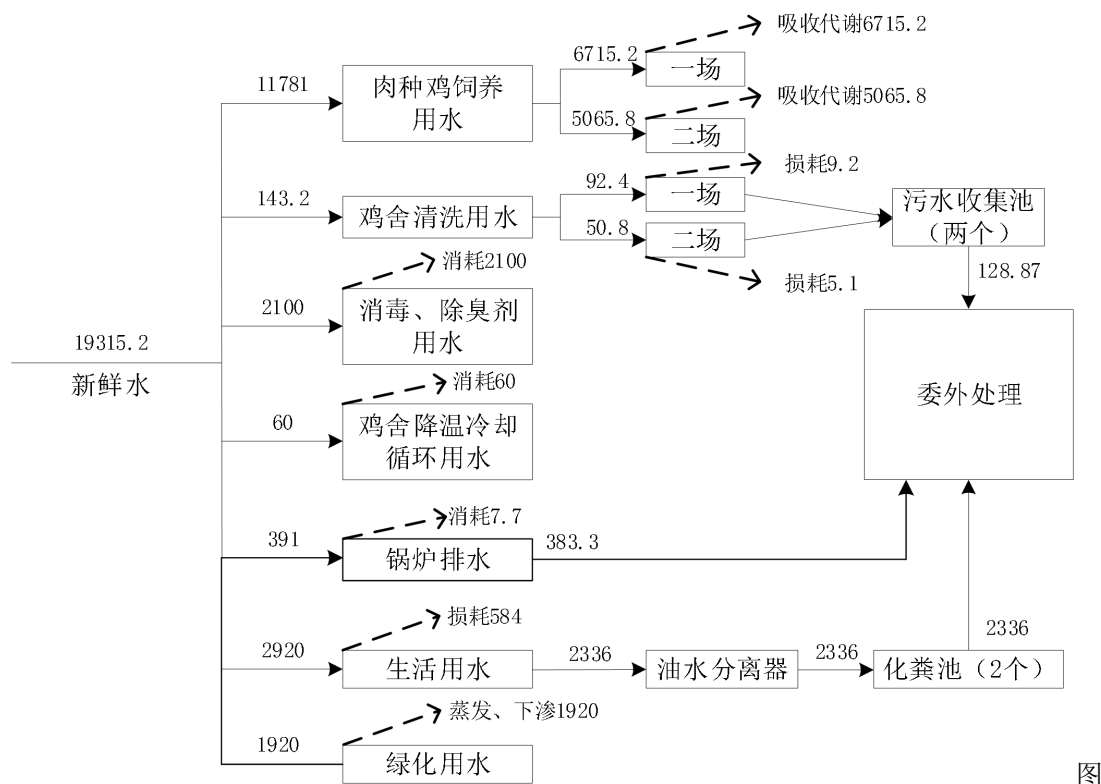 吸收代谢6715.2
6715.2
一场
11781
肉种鸡饲养
用水
吸收代谢5065.8
5065.8
二场
损耗9.2
92.4
一场
143.2
鸡舍清洗用水
50.8
二场
损耗5.1
污水收集池
（两个）
128.87
消耗2100
2100
消毒、除臭剂
用水
19315.2
新鲜水
委外处理
消耗60
60
鸡舍降温冷却
循环用水
消耗7.7
391
锅炉排水
383.3
损耗584
2920
生活用水
2336
油水分离器
2336
化粪池（2个）
2336
蒸发、下渗1920
1920
绿化用水
图